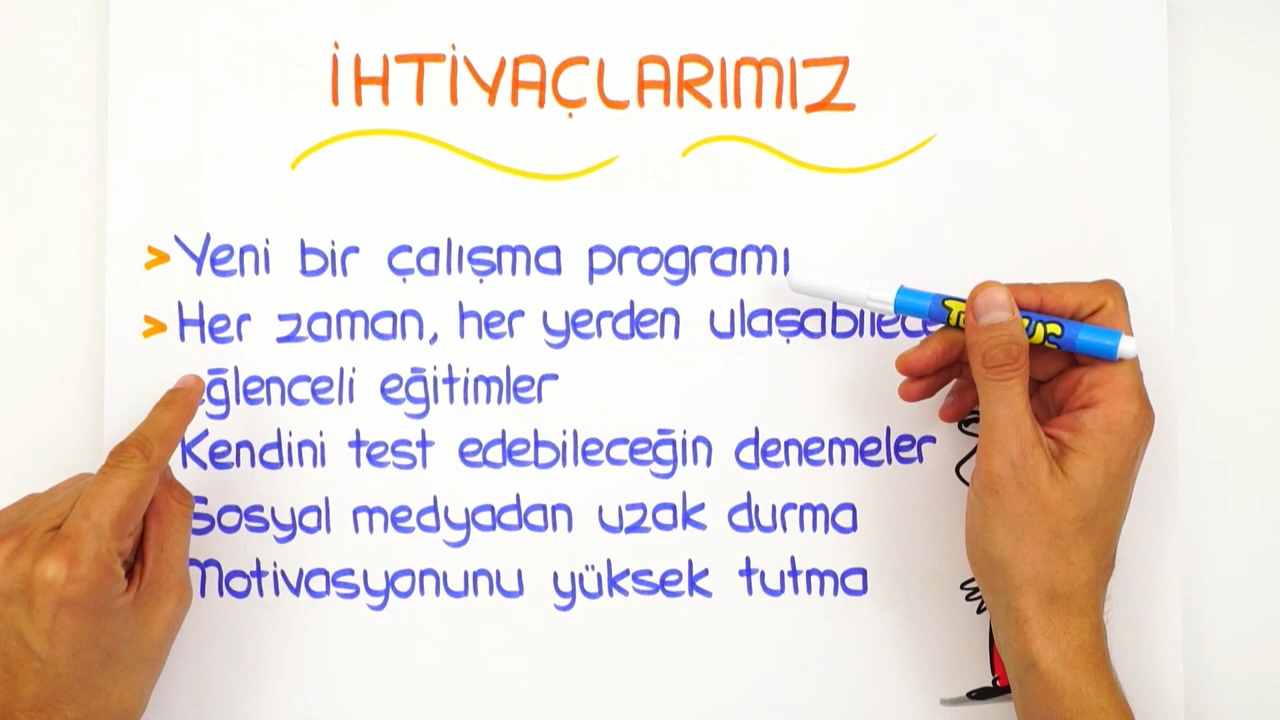 İHTİYAÇLARIMIZ
> Yeni bir çalışma programı
> Her zaman, her yerden
eğlenceli eğitimler
Kendini test edebileceğin denemeler
Sosyal medyadan uzak durma
Motivasyonunu yüksek tutma